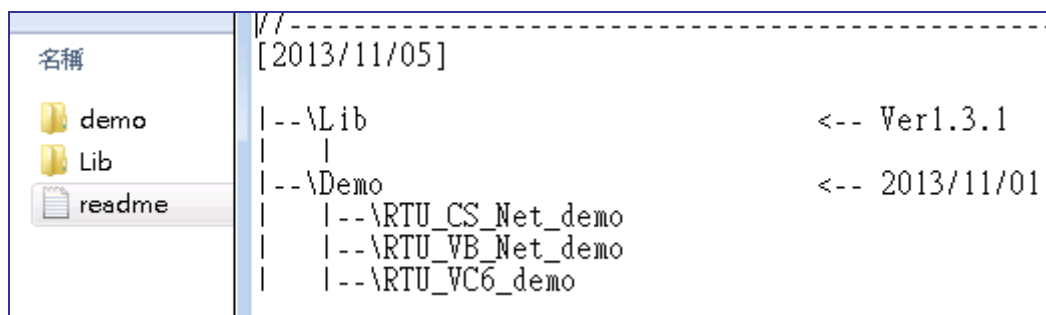 名稱
demo
Lib
readme
//--------------------------------------------------
[2013/11/05]
|--\Lib <-- Ver1.3.1
| |
|--\Demo <-- 2013/11/01
| |--\RTU_CS_Net_demo
| |--\RTU_VB_Net_demo
| |--\RTU_VC6_demo